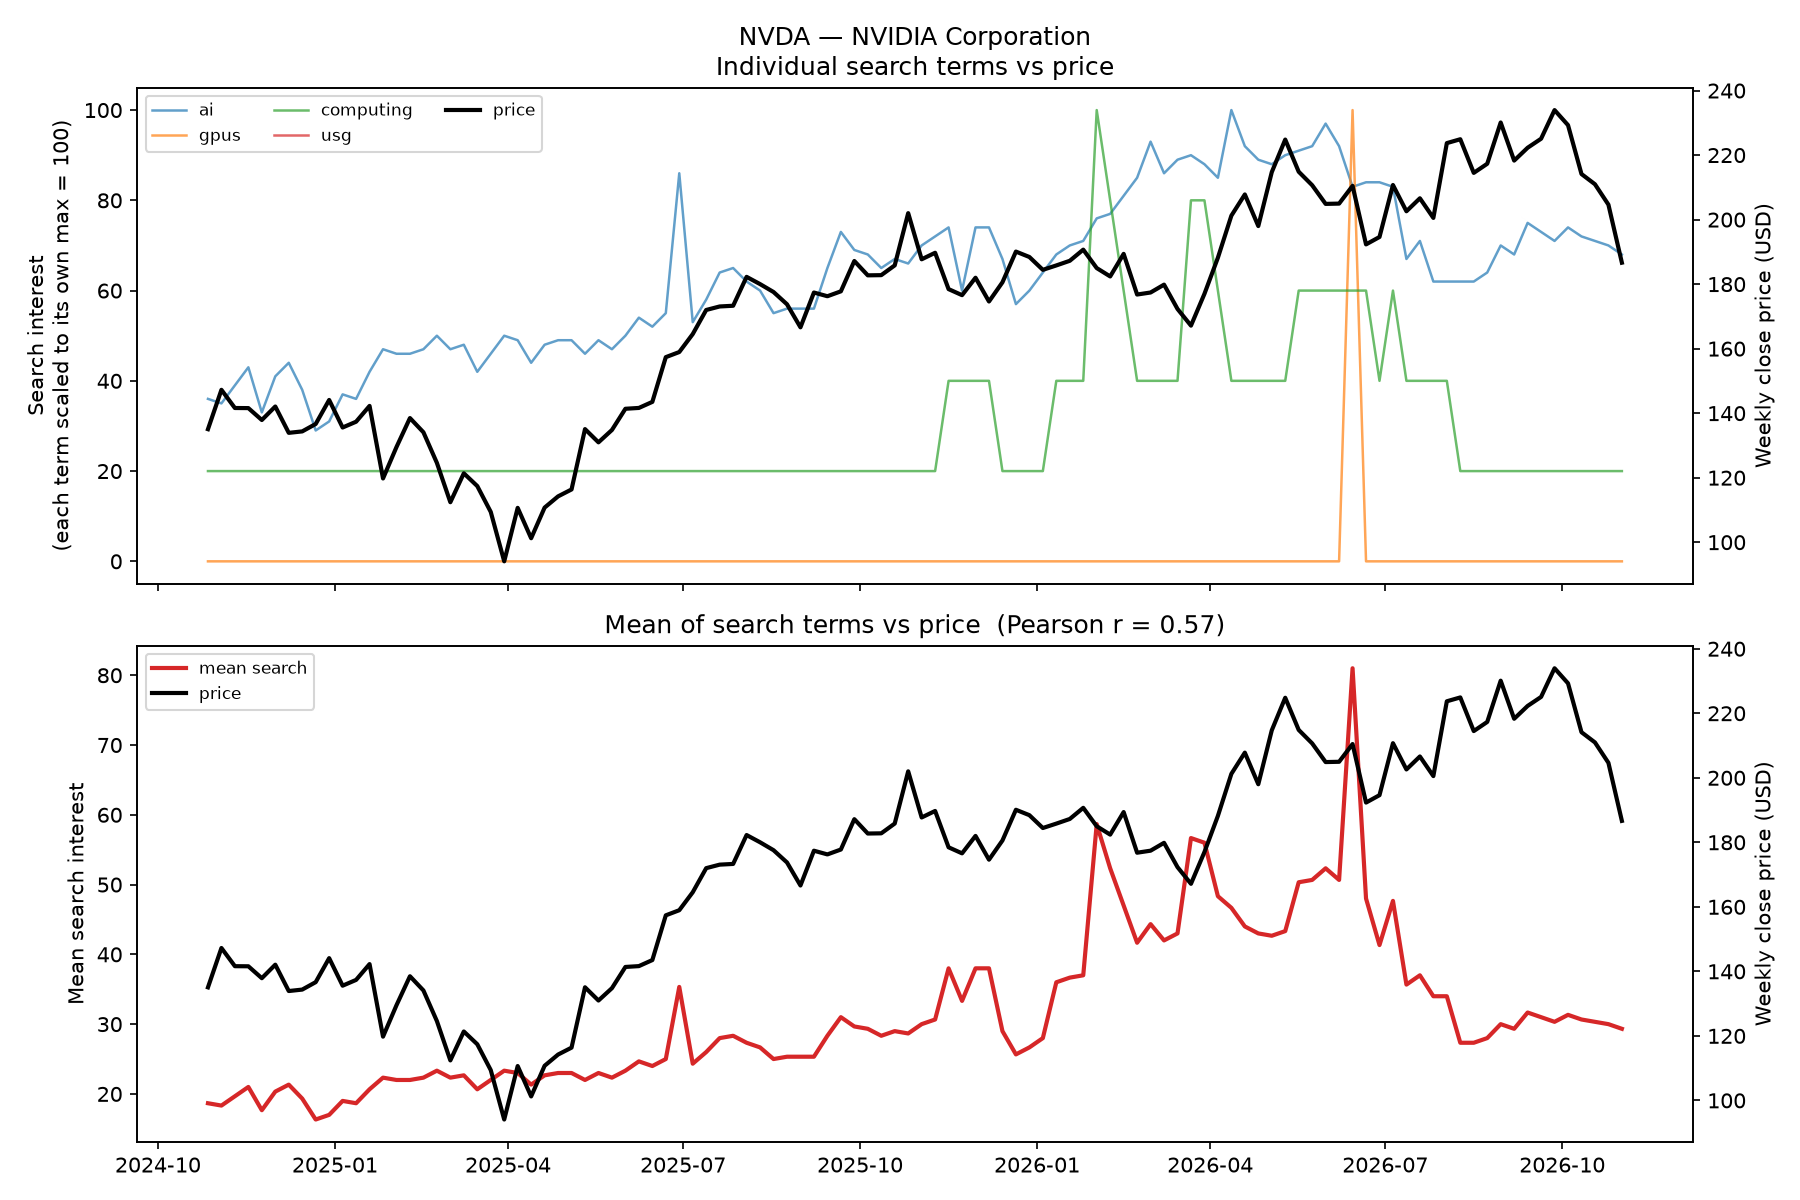 NVDA — NVIDIA Corporation
Individual search terms vs price
ai
gpus
computing
usg
price
Search interest
(each term scaled to its own max = 100)
100
80
60
40
20
0
240
220
200
180
160
140
120
100
Weekly close price (USD)
Mean of search terms vs price (Pearson r = 0.57)
mean search
price
Mean search interest
80
70
60
50
40
30
20
240
220
200
180
160
140
120
100
Weekly close price (USD)
2024-10
2025-01
2025-04
2025-07
2025-10
2026-01
2026-04
2026-07
2026-10